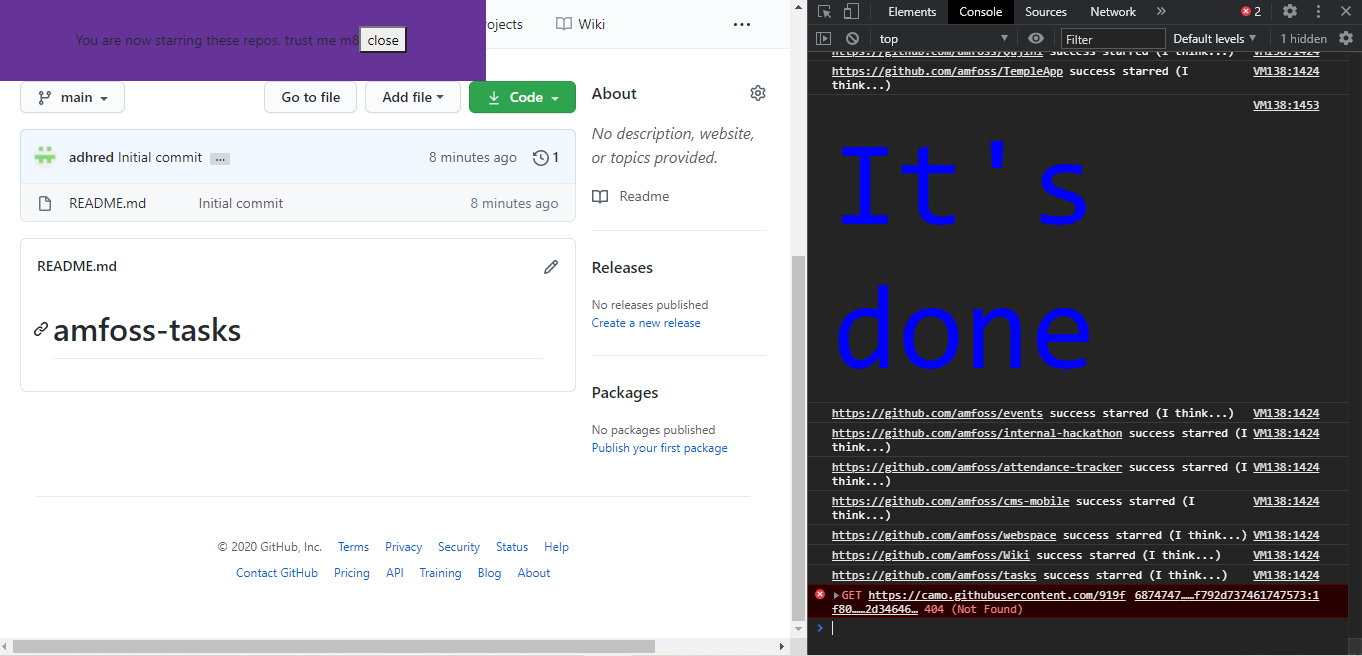 You are now starring these repos, trust me m8 close
ojects
Wiki
...
main
Go to file
Add file
Code
adhred Initial commit ...
8 minutes ago
1
README.md
Initial commit
8 minutes ago
README.md
amfoss-tasks
About
No description, website,
or topics provided.
Readme
Releases
No releases published
Create a new release
Packages
No packages published
Publish your first package
© 2020 GitHub, Inc. Terms Privacy Security Status Help
Contact GitHub Pricing API Training Blog About
Elements Console Sources Network » 2
top Filter Default levels 1 hidden
https://github.com/amfoss/Qujini success starred (I think...) VM138:1424
https://github.com/amfoss/TempleApp success starred (I VM138:1424
think...)
VM138:1453
It's
done
https://github.com/amfoss/events success starred (I think...) VM138:1424
https://github.com/amfoss/internal-hackathon success starred (I VM138:1424
think...)
https://github.com/amfoss/attendance-tracker success starred (I VM138:1424
think...)
https://github.com/amfoss/cms-mobile success starred (I VM138:1424
think...)
https://github.com/amfoss/webspace success starred (I think...) VM138:1424
https://github.com/amfoss/Wiki success starred (I think...) VM138:1424
https://github.com/amfoss/tasks success starred (I think...) VM138:1424
GET https://camo.githubusercontent.com/919f 6874747……f792d737461747573:1
f80……2d34646… 404 (Not Found)